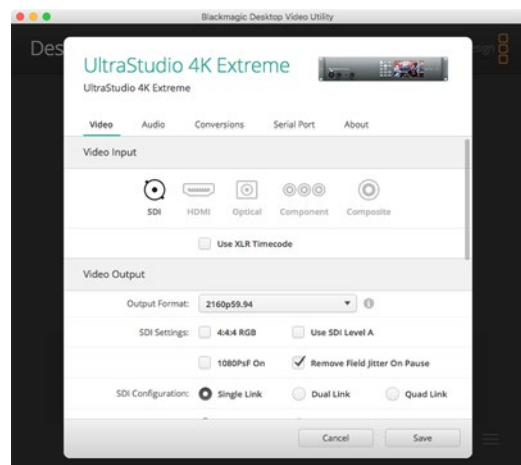 Blackmagic Desktop Video Utility
UltraStudio 4K Extreme
UltraStudio 4K Extreme
Video Audio Conversions Serial Port About
Video Input
SDI HDMI Optical Component Composite
Use XLR Timecode
Video Output
Output Format: 2160p59.94
SDI Settings: 4:4:4 RGB Use SDI Level A
1080PsF On Remove Field Jitter On Pause
SDI Configuration: Single Link Dual Link Quad Link
Cancel Save